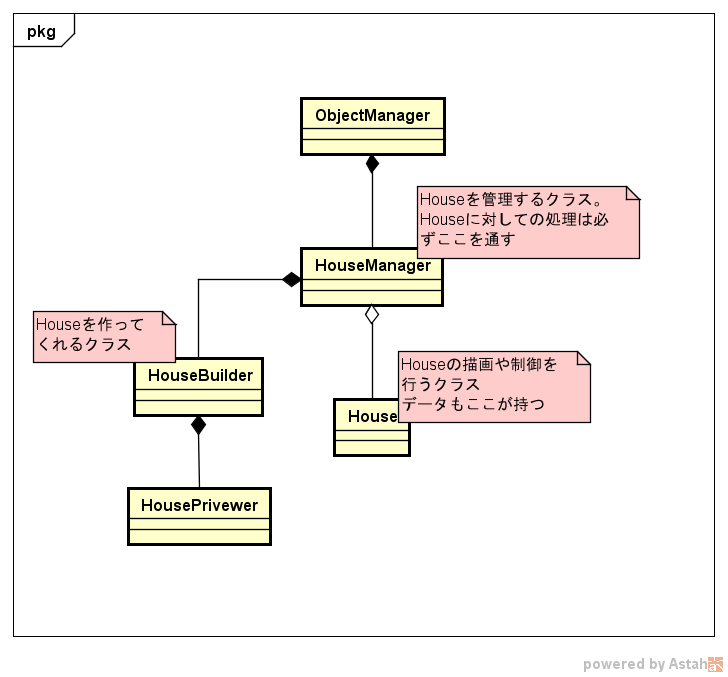 pkg
ObjectManager
Houseを管理するクラス。
Houseに対しての処理は必
ずここを通す
HouseManager
Houseを作って
くれるクラス
HouseBuilder
Houseの描画や制御を
行うクラス
データもここが持つ
House
HousePrivewer
powered by Astah